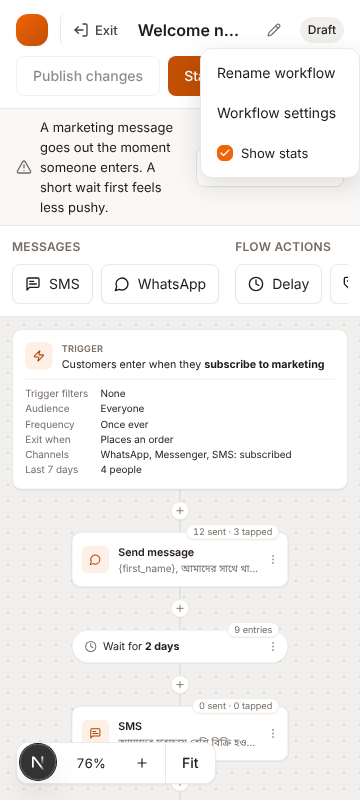 Exit
Welcome n...
Draft
Publish changes
Sta
Rename workflow
Workflow settings
Show stats
A marketing message
goes out the moment
someone enters. A
short wait first feels
less pushy.
MESSAGES
FLOW ACTIONS
SMS
WhatsApp
Delay
TRIGGER
Customers enter when they subscribe to marketing
Trigger filters None
Audience Everyone
Frequency Once ever
Exit when Places an order
Channels WhatsApp, Messenger, SMS: subscribed
Last 7 days 4 people
12 sent · 3 tapped
Send message
{first_name}, আমাদের সাথে থা...
9 entries
Wait for 2 days
0 sent · 0 tapped
SMS
আমাদের সবচেয়ে বেশি বিক্রি হও...
N
76%
+
Fit